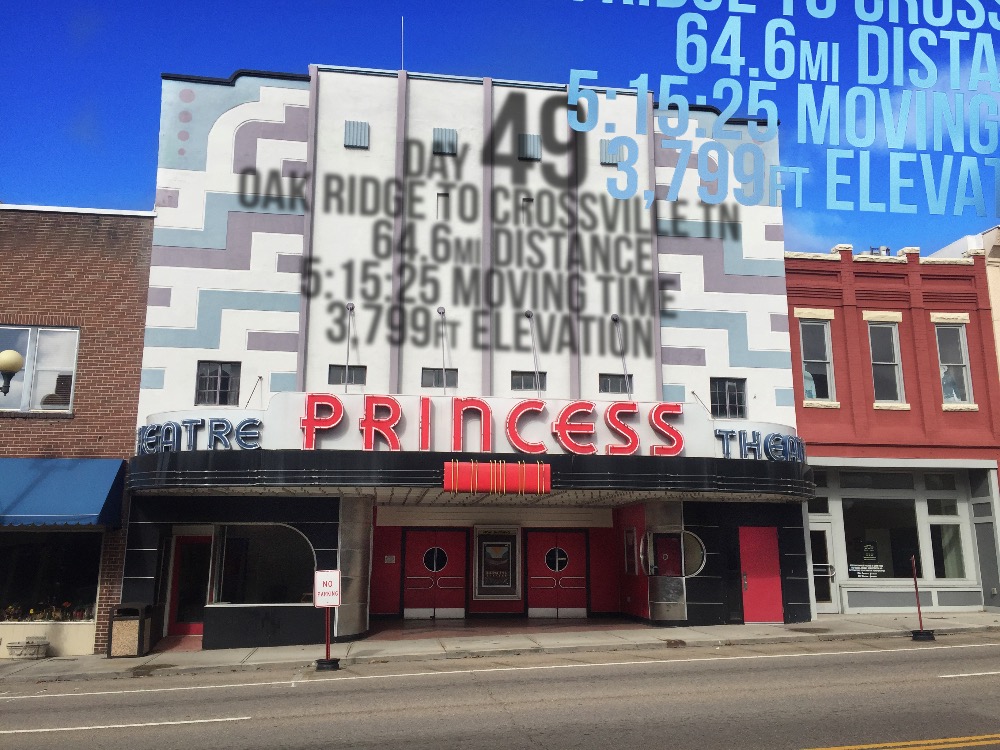 RIDGE TO CROSS
64.6MI DISTA
5:15:25 MOVING
3,799FT ELEVAT
DAY 49
OAK RIDGE TO CROSSVILLE TN
64.6MI DISTANCE
5:15:25 MOVING TIME
3,799FT ELEVATION
PRINCESS
THEATRE
THEAT
NO
PARKING